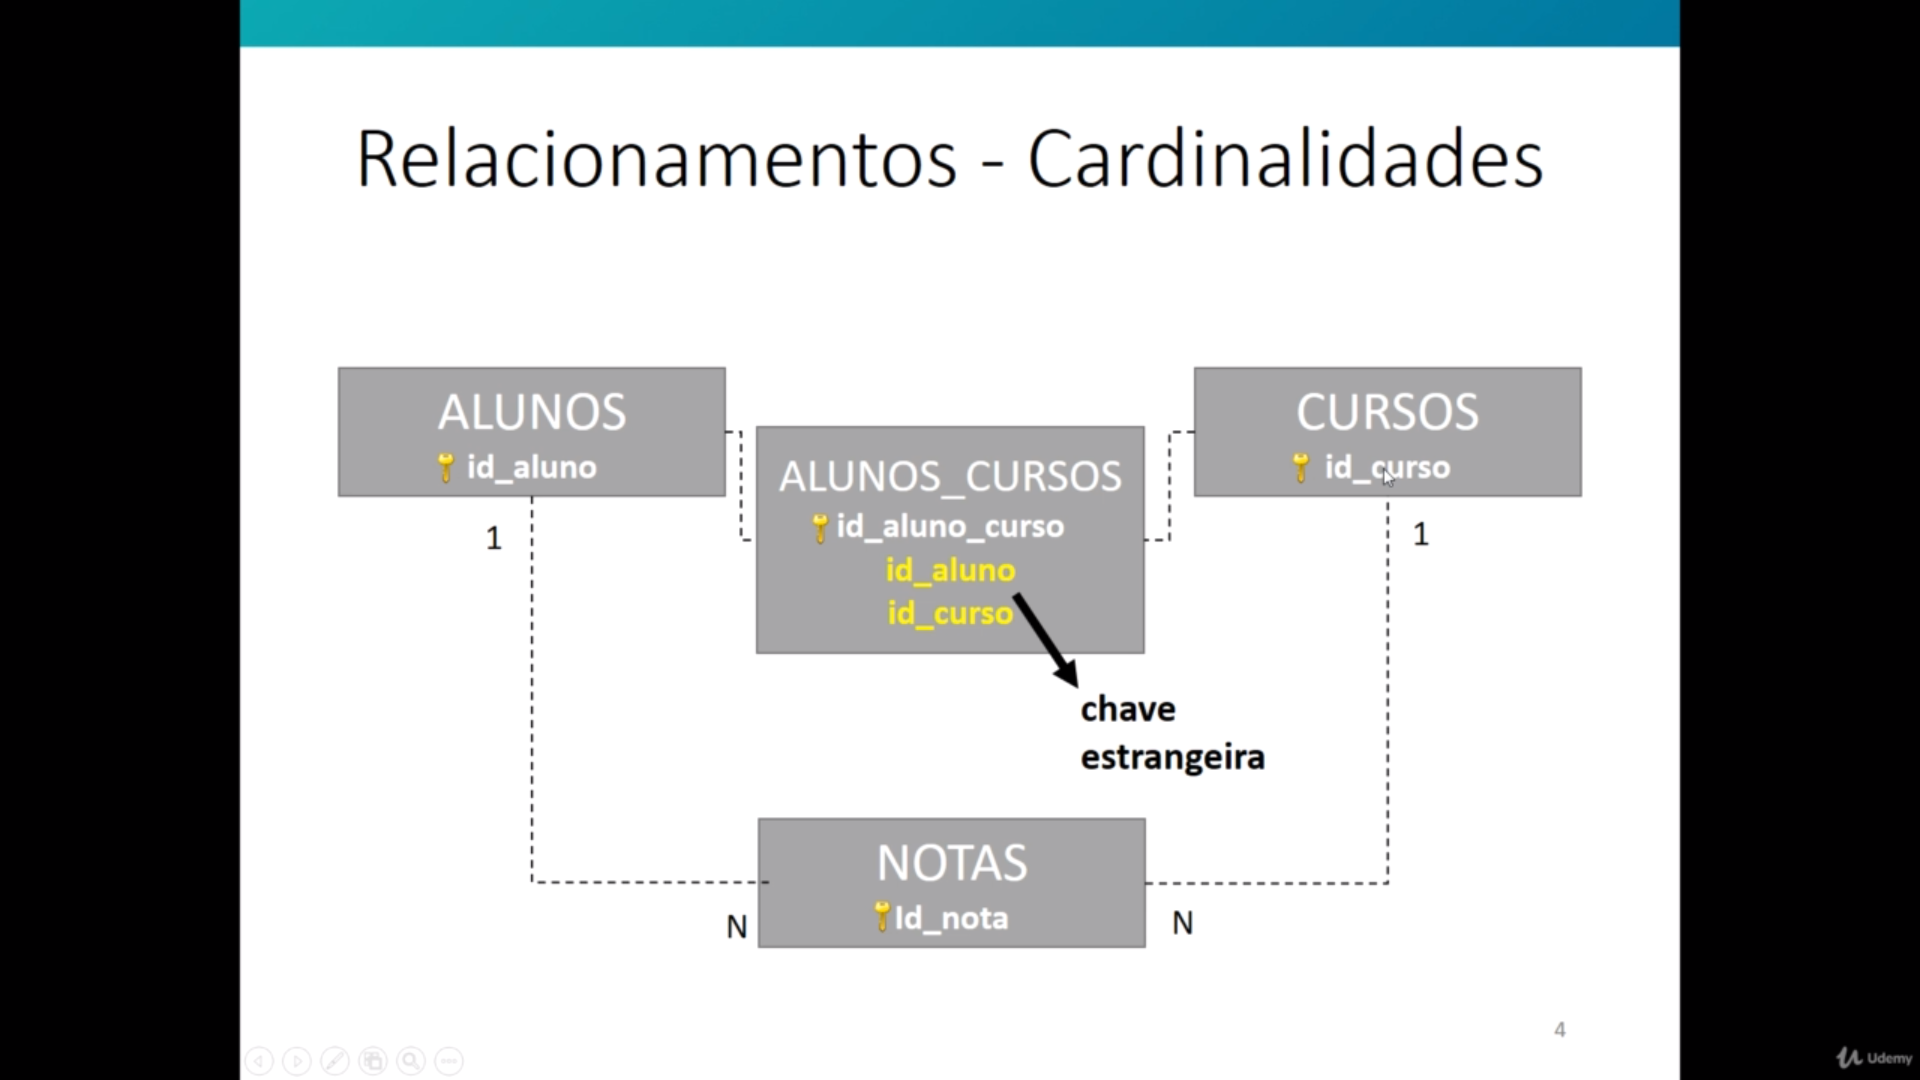 Relacionamentos - Cardinalidades
ALUNOS
id_aluno
CURSOS
id_curso
ALUNOS_CURSOS
id_aluno_curso
id_aluno
id_curso
1
1
chave
estrangeira
NOTAS
Id_nota
N
N
4
Udemy